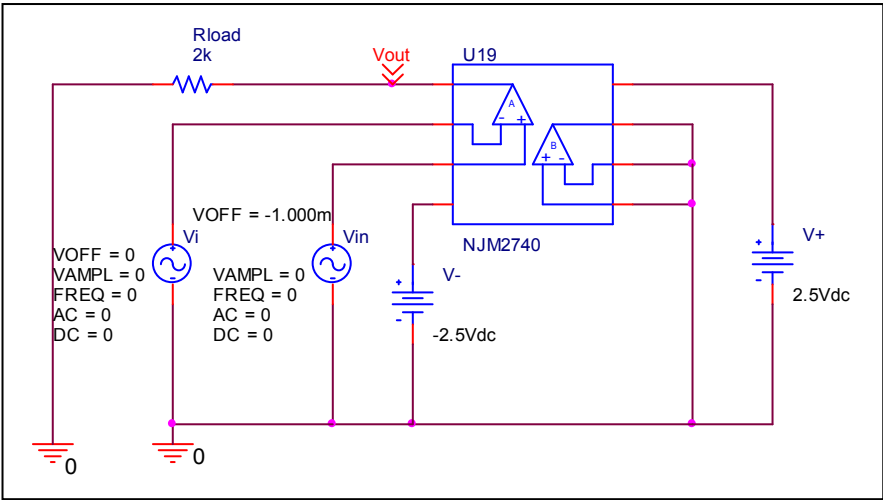 Rload
2k
Vout
U19
A
- +
B
+ -
NJM2740
VOFF = -1.000m
Vi
VOFF = 0
VAMPL = 0
FREQ = 0
AC = 0
DC = 0
Vin
VAMPL = 0
FREQ = 0
AC = 0
DC = 0
V-
-2.5Vdc
V+
2.5Vdc
0
0